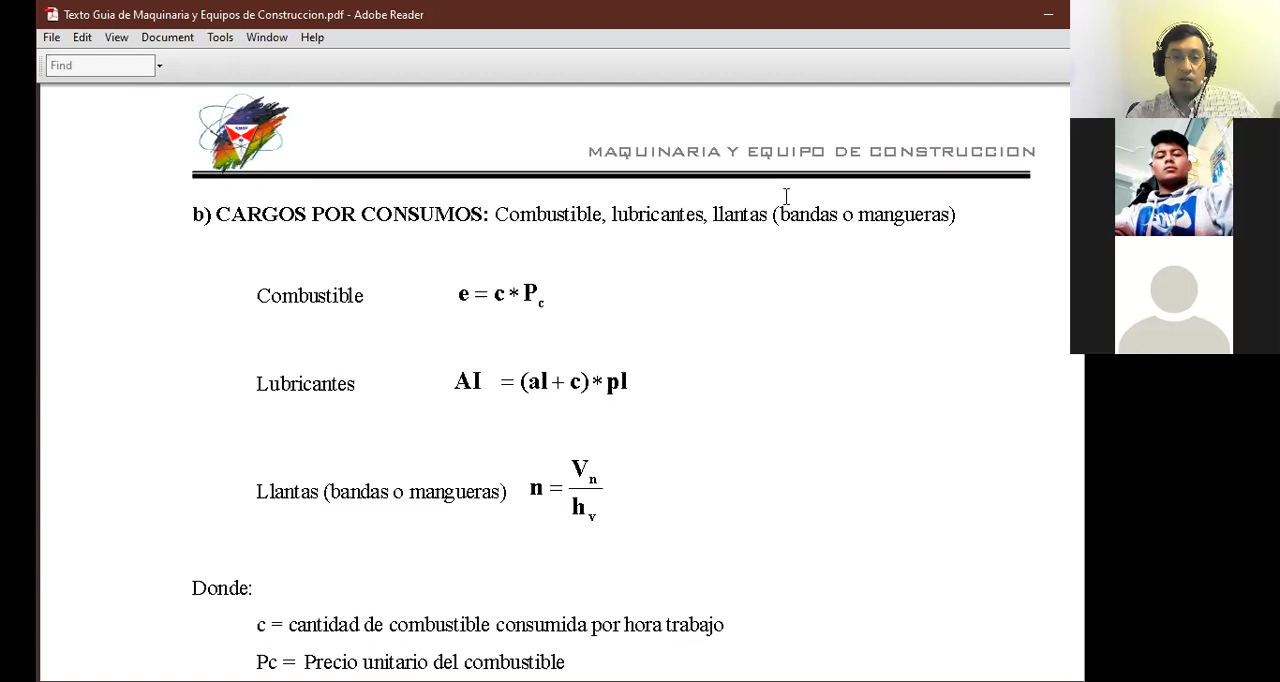 Texto Guia de Maquinaria y Equipos de Construccion.pdf - Adobe Reader
File Edit View Document Tools Window Help
Find
MAQUINARIA Y EQUIPO DE CONSTRUCCION
b) CARGOS POR CONSUMOS: Combustible, lubricantes, llantas (bandas o mangueras)
Combustible e = c * Pc
Lubricantes AI = (al + c) * pl
Llantas (bandas o mangueras) n = Vn / hv
Donde:
c = cantidad de combustible consumida por hora trabajo
Pc = Precio unitario del combustible